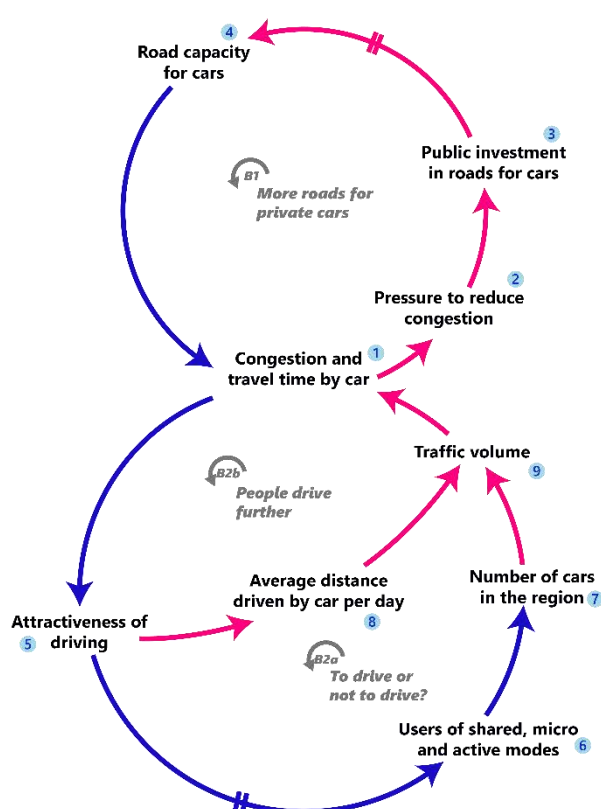 4
Road capacity
for cars
3
Public investment
in roads for cars
B1
More roads for
private cars
2
Pressure to reduce
congestion
Congestion and 1
travel time by car
Traffic volume
9
B2b
People drive
further
Average distance
driven by car per day
8
Number of cars
in the region 7
Attractiveness of
5 driving
B2a
To drive or
not to drive?
Users of shared, micro
and active modes 6